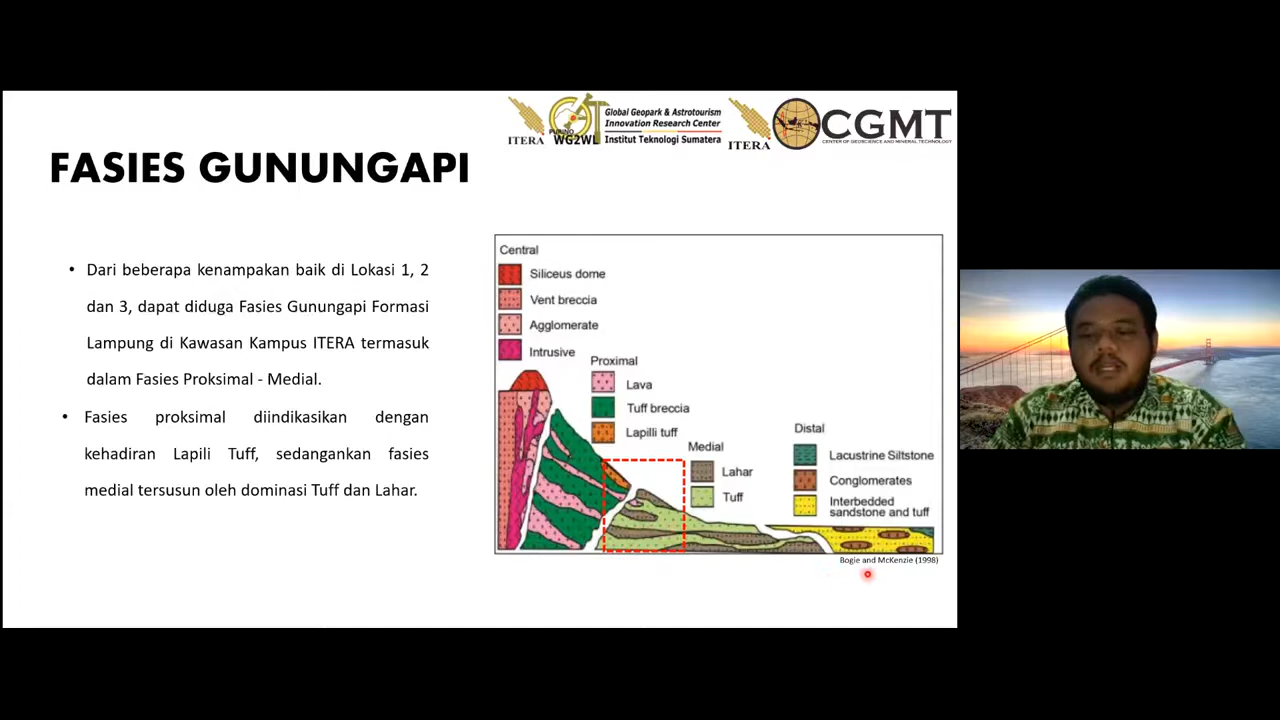 ITERA
PUSINO
WG2WL
Global Geopark & Astrotourism
Innovation Research Center
Institut Teknologi Sumatera
ITERA
CGMT
CENTER OF GEOSCIENCE AND MINERAL TECHNOLOGY
FASIES GUNUNGAPI
• Dari beberapa kenampakan baik di Lokasi 1, 2
dan 3, dapat diduga Fasies Gunungapi Formasi
Lampung di Kawasan Kampus ITERA termasuk
dalam Fasies Proksimal - Medial.
• Fasies proksimal diindikasikan dengan
kehadiran Lapili Tuff, sedangankan fasies
medial tersusun oleh dominasi Tuff dan Lahar.
Central
Siliceus dome
Vent breccia
Agglomerate
Intrusive
Proximal
Lava
Tuff breccia
Lapilli tuff
Medial
Lahar
Tuff
Distal
Lacustrine Siltstone
Conglomerates
Interbedded
sandstone and tuff
Bogie and McKenzie (1998)